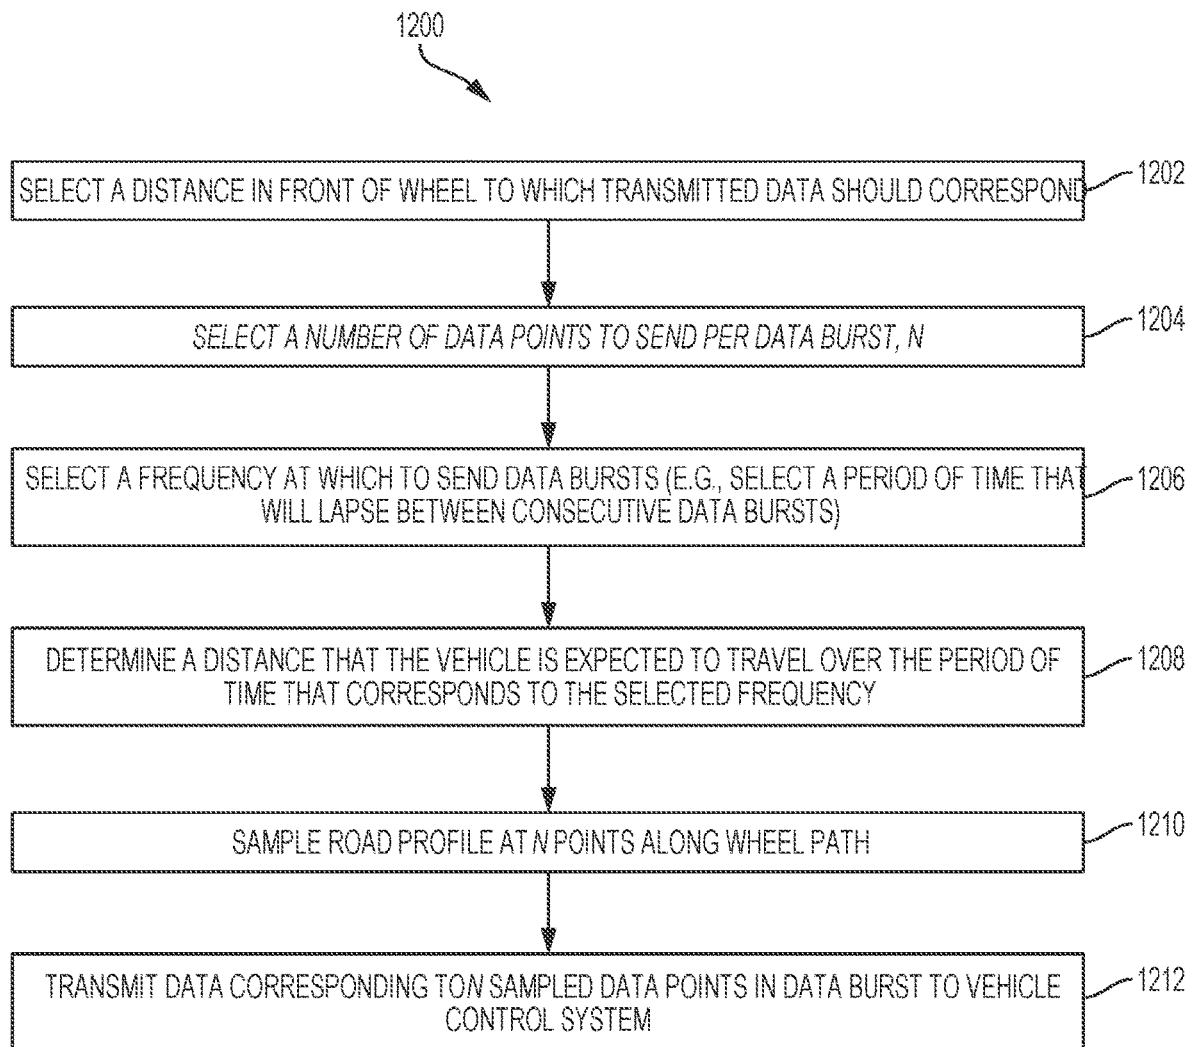 1200
SELECT A DISTANCE IN FRONT OF WHEEL TO WHICH TRANSMITTED DATA SHOULD CORRESPOND
1202
SELECT A NUMBER OF DATA POINTS TO SEND PER DATA BURST, N
1204
SELECT A FREQUENCY AT WHICH TO SEND DATA BURSTS (E.G., SELECT A PERIOD OF TIME THAT
WILL LAPSE BETWEEN CONSECUTIVE DATA BURSTS)
1206
DETERMINE A DISTANCE THAT THE VEHICLE IS EXPECTED TO TRAVEL OVER THE PERIOD OF
TIME THAT CORRESPONDS TO THE SELECTED FREQUENCY
1208
SAMPLE ROAD PROFILE AT N POINTS ALONG WHEEL PATH
1210
TRANSMIT DATA CORRESPONDING TON SAMPLED DATA POINTS IN DATA BURST TO VEHICLE
CONTROL SYSTEM
1212